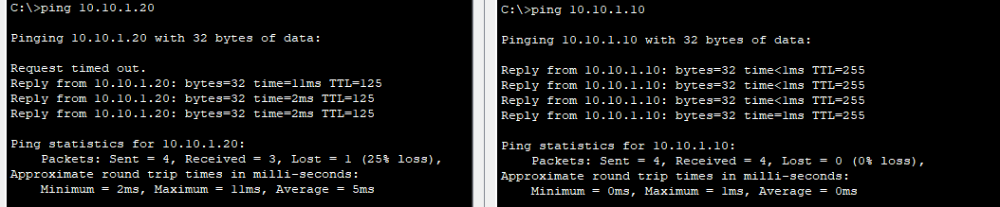 C:\>ping 10.10.1.20
Pinging 10.10.1.20 with 32 bytes of data:
Request timed out.
Reply from 10.10.1.20: bytes=32 time=11ms TTL=125
Reply from 10.10.1.20: bytes=32 time=2ms TTL=125
Reply from 10.10.1.20: bytes=32 time=2ms TTL=125
Ping statistics for 10.10.1.20:
    Packets: Sent = 4, Received = 3, Lost = 1 (25% loss),
Approximate round trip times in milli-seconds:
    Minimum = 2ms, Maximum = 11ms, Average = 5ms
C:\>ping 10.10.1.10
Pinging 10.10.1.10 with 32 bytes of data:
Reply from 10.10.1.10: bytes=32 time<1ms TTL=255
Reply from 10.10.1.10: bytes=32 time<1ms TTL=255
Reply from 10.10.1.10: bytes=32 time<1ms TTL=255
Reply from 10.10.1.10: bytes=32 time=1ms TTL=255
Ping statistics for 10.10.1.10:
    Packets: Sent = 4, Received = 4, Lost = 0 (0% loss),
Approximate round trip times in milli-seconds:
    Minimum = 0ms, Maximum = 1ms, Average = 0ms